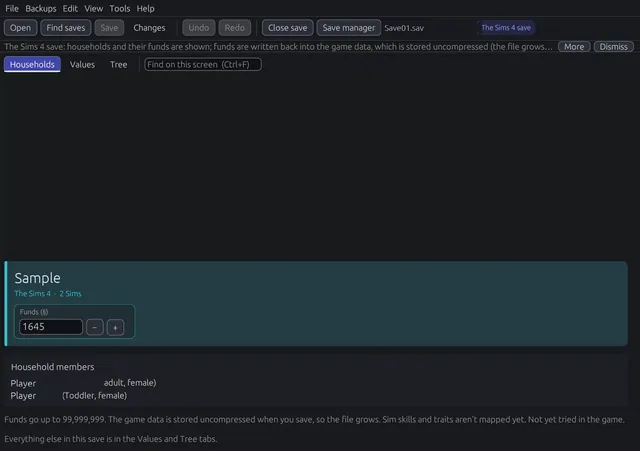 File Backups Edit View Tools Help
Open Find saves Save Changes Undo Redo Close save Save manager Save01.sav The Sims 4 save
The Sims 4 save: households and their funds are shown; funds are written back into the game data, which is stored uncompressed (the file grows... More Dismiss
Households Values Tree Find on this screen (Ctrl+F)
Sample
The Sims 4 · 2 Sims
Funds (§)
1645 − +
Household members
Player adult, female)
Player (Toddler, female)
Funds go up to 99,999,999. The game data is stored uncompressed when you save, so the file grows. Sim skills and traits aren't mapped yet. Not yet tried in the game.
Everything else in this save is in the Values and Tree tabs.